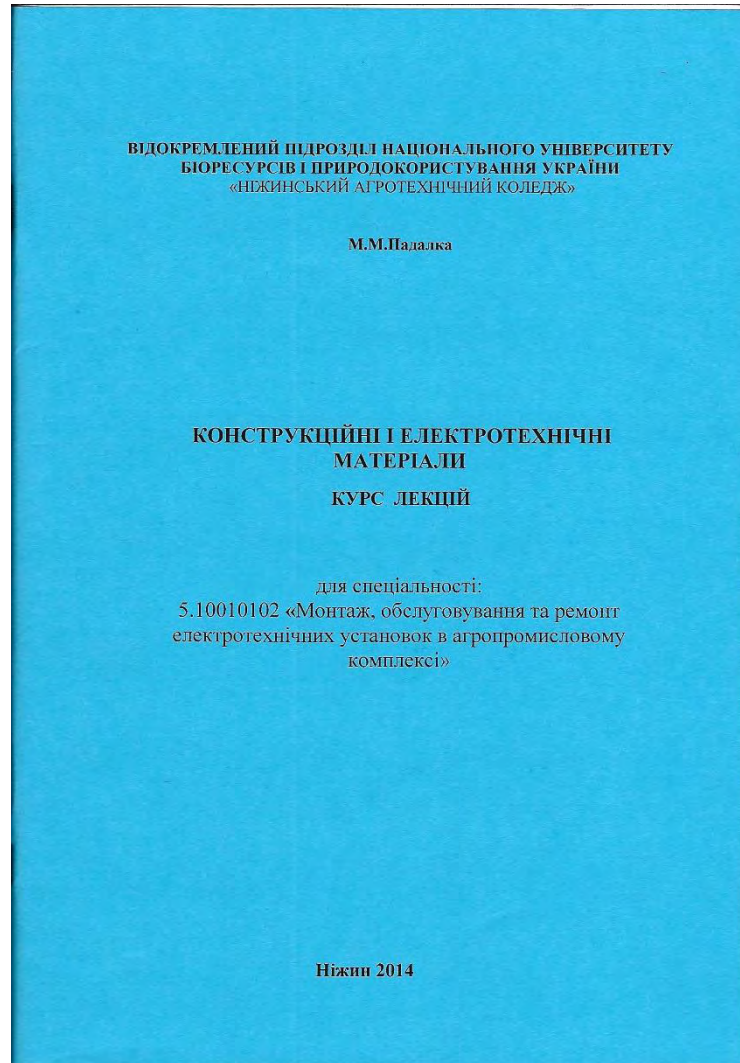 ВІДОКРЕМЛЕНИЙ ПІДРОЗДІЛ НАЦІОНАЛЬНОГО УНІВЕРСИТЕТУ
БІОРЕСУРСІВ І ПРИРОДОКОРИСТУВАННЯ УКРАЇНИ
«НІЖИНСЬКИЙ АГРОТЕХНІЧНИЙ КОЛЕДЖ»
М.М.Падалка
КОНСТРУКЦІЙНІ І ЕЛЕКТРОТЕХНІЧНІ
МАТЕРІАЛИ
КУРС ЛЕКЦІЙ
для спеціальності:
5.10010102 «Монтаж, обслуговування та ремонт
електротехнічних установок в агропромисловому
комплексі»
Ніжин 2014